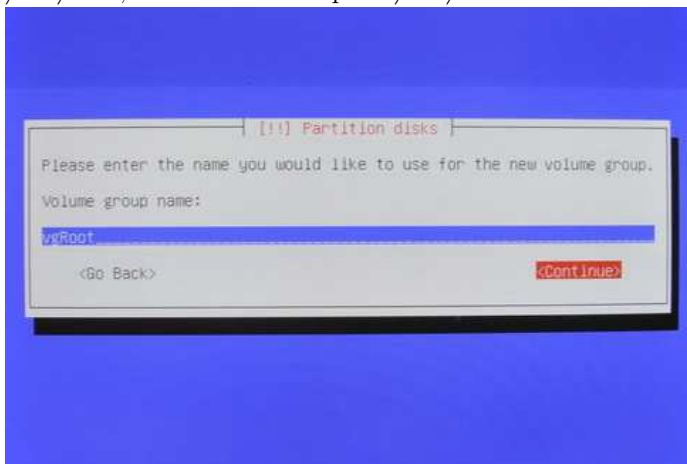 [!!] Partition disks
Please enter the name you would like to use for the new volume group.
Volume group name:
vgRoot
<Go Back> <Continue>